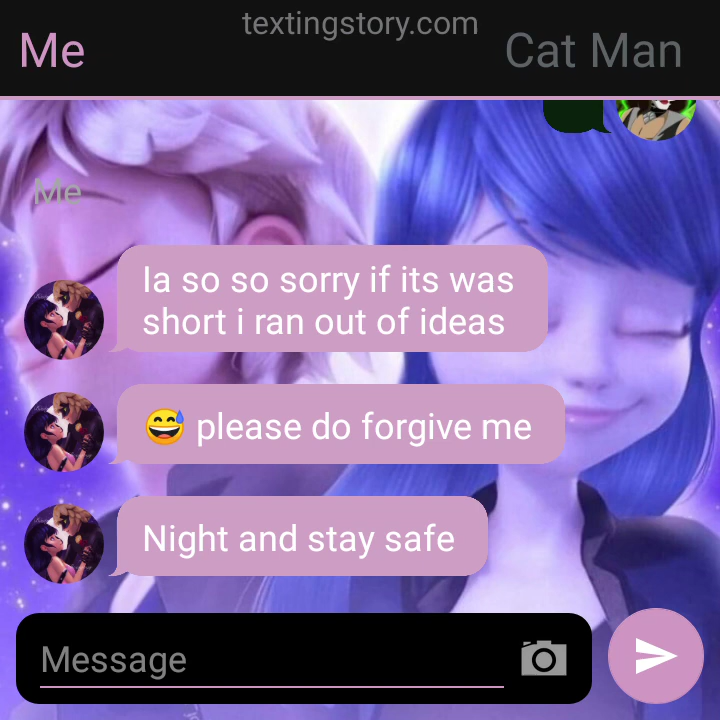 textingstory.com
Me
Cat Man
Me
Ia so so sorry if its was
short i ran out of ideas
😅 please do forgive me
Night and stay safe
Message